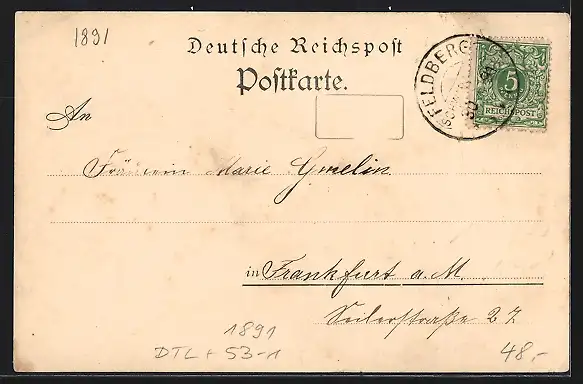 1891
Deutsche Reichspost
Postkarte.
FELDBERG
5
REICHSPOST
An
Fräulein Marie Gmelin
in Frankfurt a. M.
Seilerstraße 27
1891
DTL + 53-1
48.-